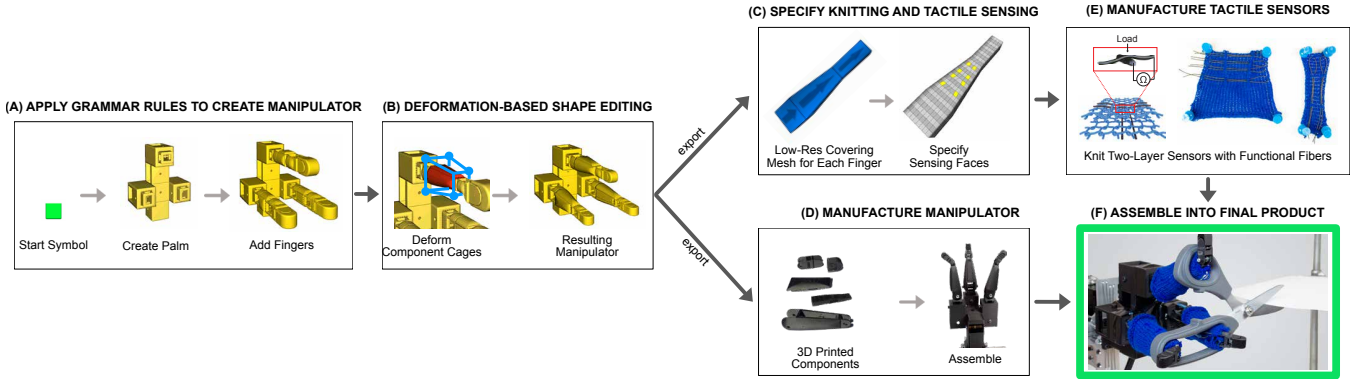 (A) APPLY GRAMMAR RULES TO CREATE MANIPULATOR
Start Symbol
Create Palm
Add Fingers
(B) DEFORMATION-BASED SHAPE EDITING
Deform
Component Cages
Resulting
Manipulator
export
export
(C) SPECIFY KNITTING AND TACTILE SENSING
Low-Res Covering
Mesh for Each Finger
Specify
Sensing Faces
(D) MANUFACTURE MANIPULATOR
3D Printed
Components
Assemble
(E) MANUFACTURE TACTILE SENSORS
Load
Ω
Knit Two-Layer Sensors with Functional Fibers
(F) ASSEMBLE INTO FINAL PRODUCT